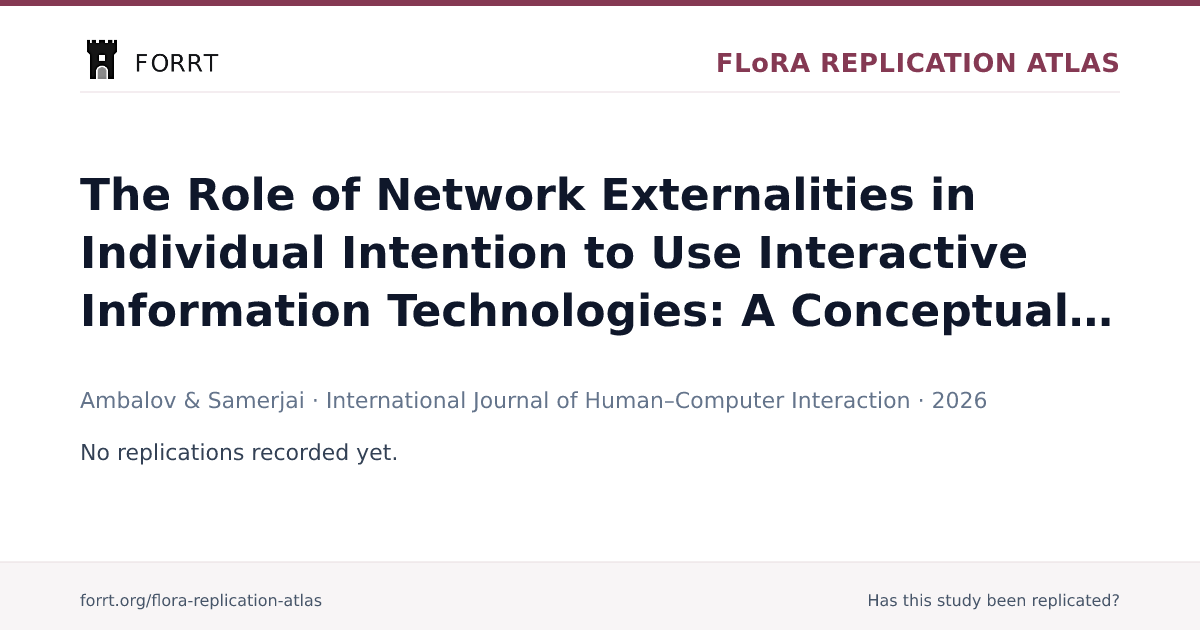 FORRT
FLoRA REPLICATION ATLAS
The Role of Network Externalities in
Individual Intention to Use Interactive
Information Technologies: A Conceptual…
Ambalov & Samerjai · International Journal of Human–Computer Interaction · 2026
No replications recorded yet.
forrt.org/flora-replication-atlas
Has this study been replicated?